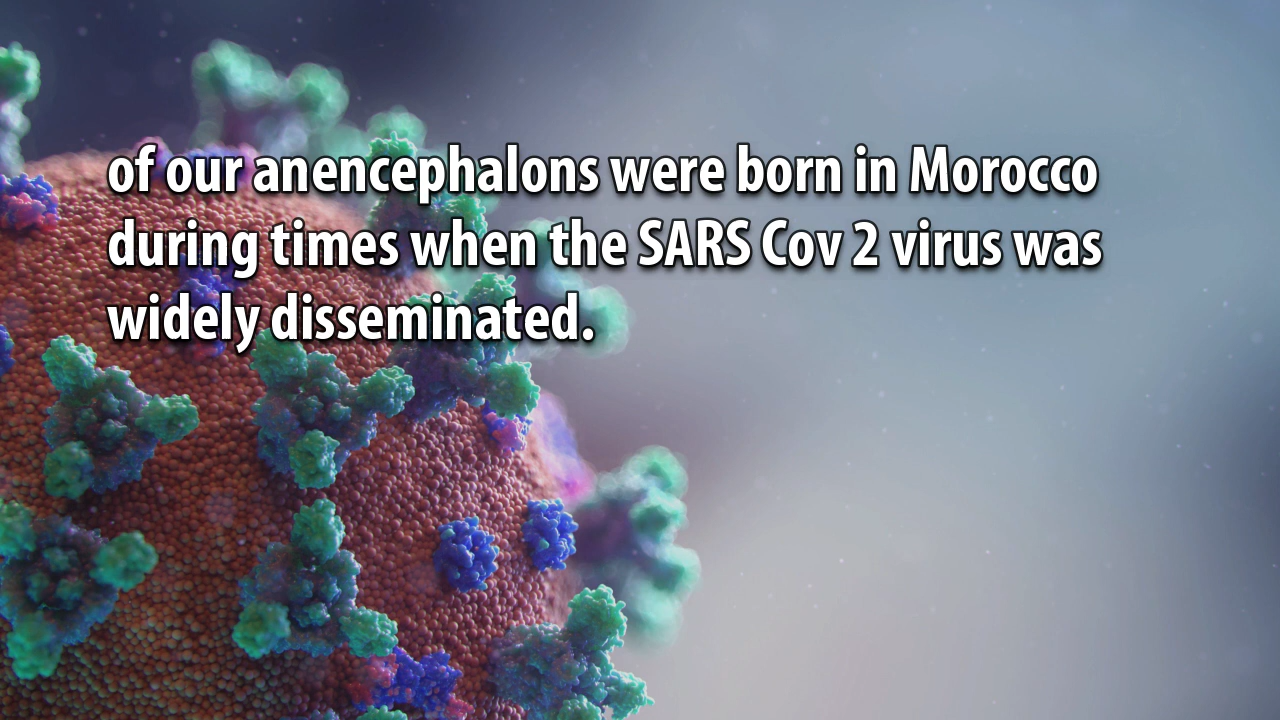 of our anencephalons were born in Morocco
during times when the SARS Cov 2 virus was
widely disseminated.